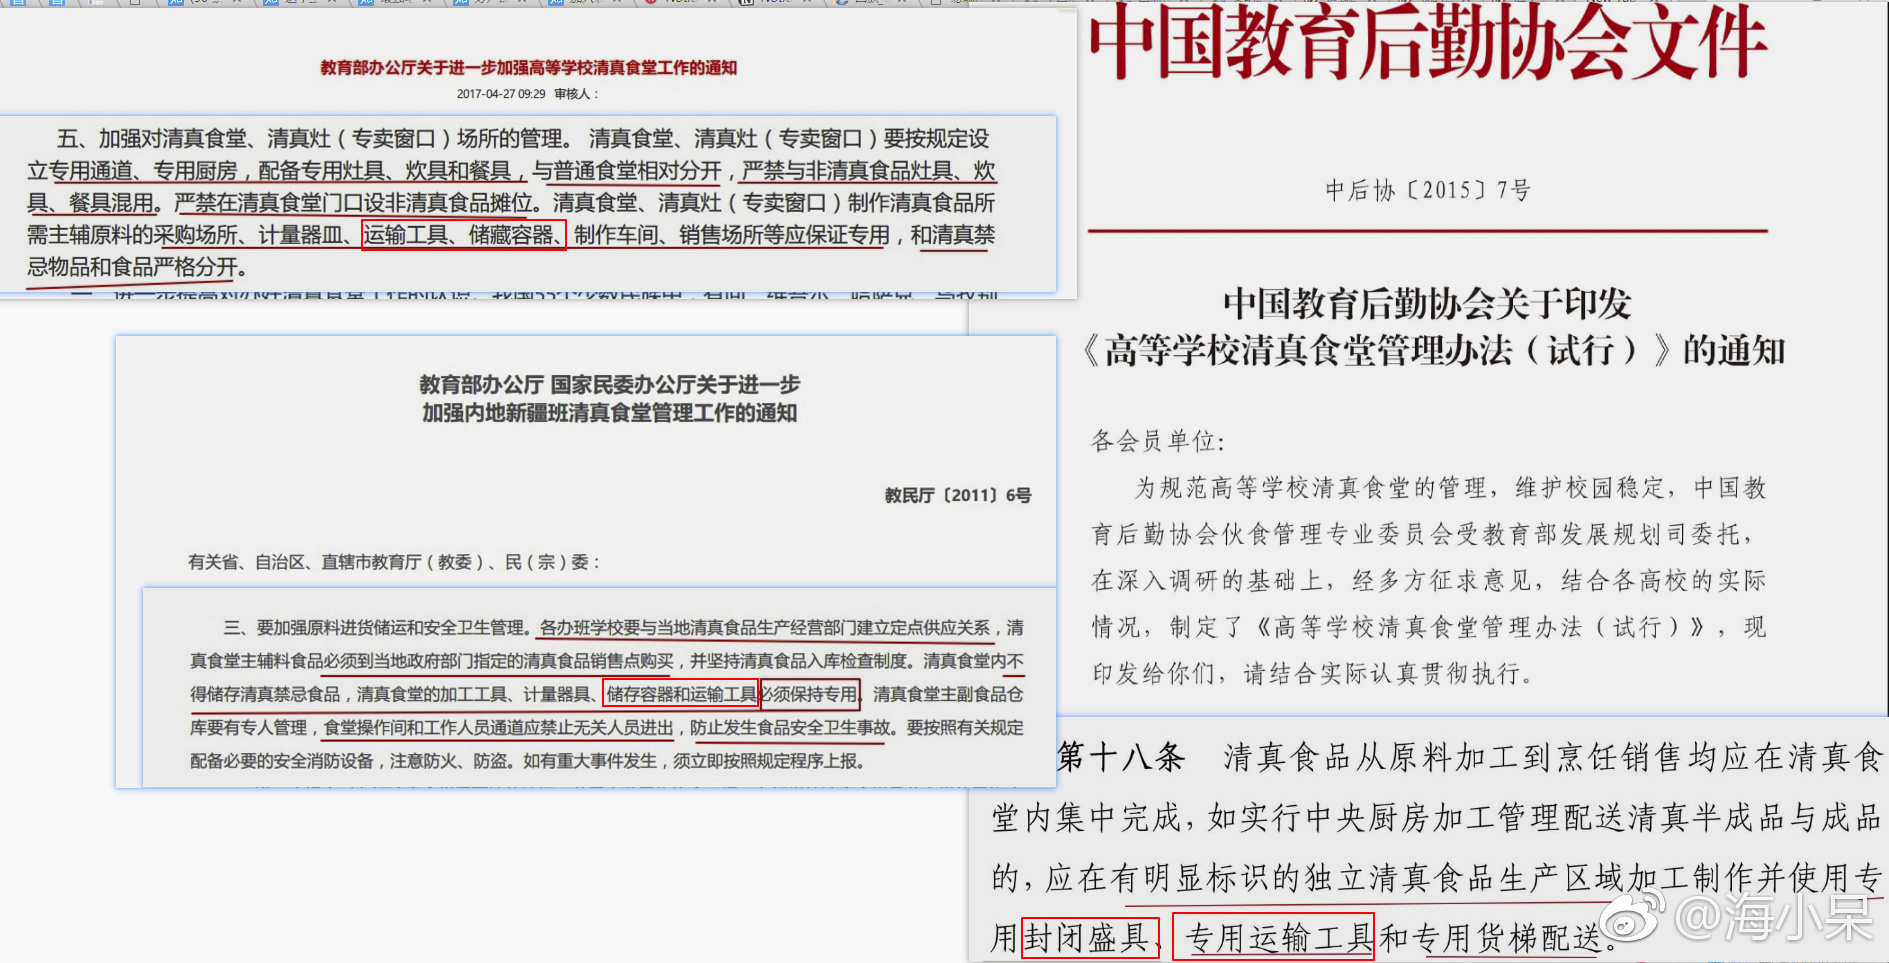 教育部办公厅关于进一步加强高等学校清真食堂工作的通知
2017-04-27 09:29 审核人：
五、加强对清真食堂、清真灶（专卖窗口）场所的管理。 清真食堂、清真灶（专卖窗口）要按规定设
立专用通道、专用厨房，配备专用灶具、炊具和餐具，与普通食堂相对分开，严禁与非清真食品灶具、炊
具、餐具混用。严禁在清真食堂门口设非清真食品摊位。清真食堂、清真灶（专卖窗口）制作清真食品所
需主辅原料的采购场所、计量器皿、运输工具、储藏容器、制作车间、销售场所等应保证专用，和清真禁
忌物品和食品严格分开。
教育部办公厅 国家民委办公厅关于进一步
加强内地新疆班清真食堂管理工作的通知
教民厅〔2011〕6号
有关省、自治区、直辖市教育厅（教委）、民（宗）委：
三、要加强原料进货储运和安全卫生管理。各办班学校要与当地清真食品生产经营部门建立定点供应关系，清
真食堂主辅料食品必须到当地政府部门指定的清真食品销售点购买，并坚持清真食品入库检查制度。清真食堂内不
得储存清真禁忌食品，清真食堂的加工工具、计量器具、储存容器和运输工具必须保持专用。清真食堂主副食品仓
库要有专人管理，食堂操作间和工作人员通道应禁止无关人员进出，防止发生食品安全卫生事故。要按照有关规定
配备必要的安全消防设备，注意防火、防盗。如有重大事件发生，须立即按照规定程序上报。
中国教育后勤协会文件
中后协〔2015〕7号
中国教育后勤协会关于印发
《高等学校清真食堂管理办法（试行）》的通知
各会员单位：
为规范高等学校清真食堂的管理，维护校园稳定，中国教
育后勤协会伙食管理专业委员会受教育部发展规划司委托，
在深入调研的基础上，经多方征求意见，结合各高校的实际
情况，制定了《高等学校清真食堂管理办法（试行）》，现
印发给你们，请结合实际认真贯彻执行。
第十八条 清真食品从原料加工到烹饪销售均应在清真食
堂内集中完成，如实行中央厨房加工管理配送清真半成品与成品
的，应在有明显标识的独立清真食品生产区域加工制作并使用专
用封闭盛具、专用运输工具和专用货梯配送。
@海小呆